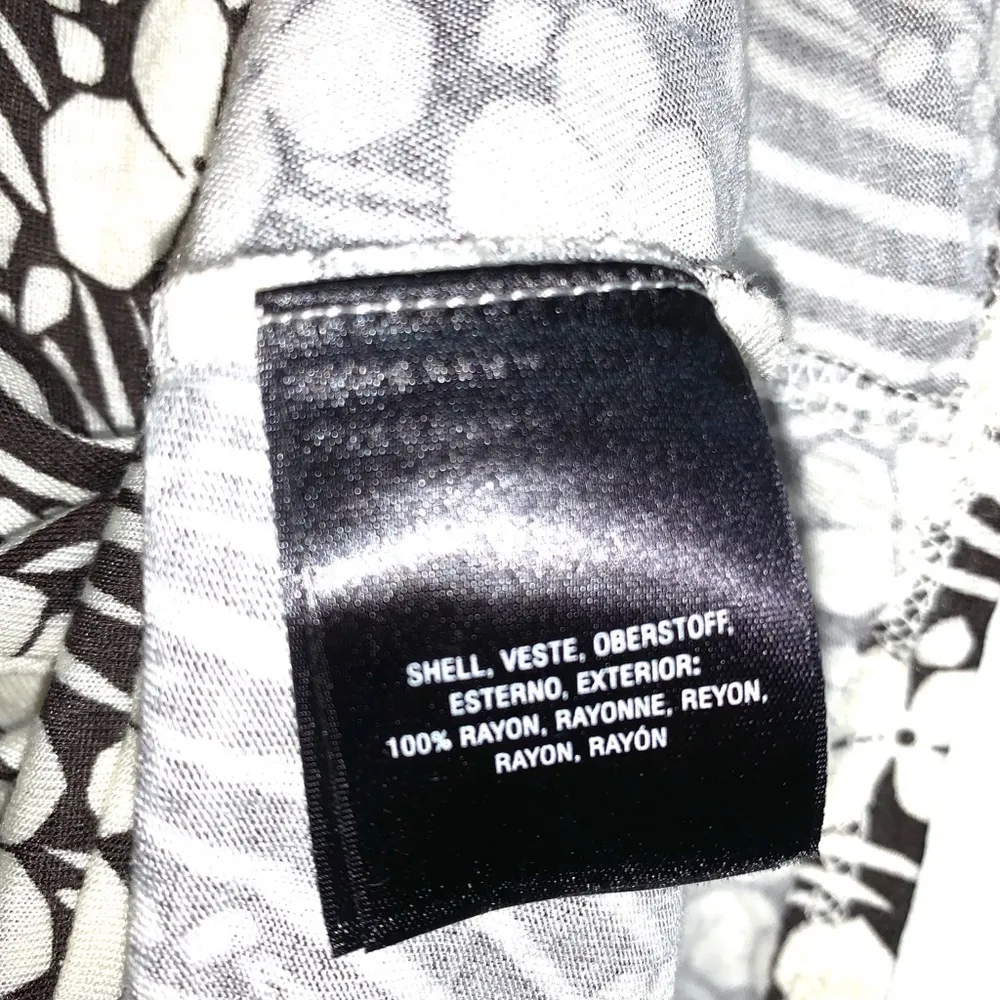 SHELL, VESTE, OBERSTOFF,
ESTERNO, EXTERIOR:
100% RAYON, RAYONNE, REYON,
RAYON, RAYÓN